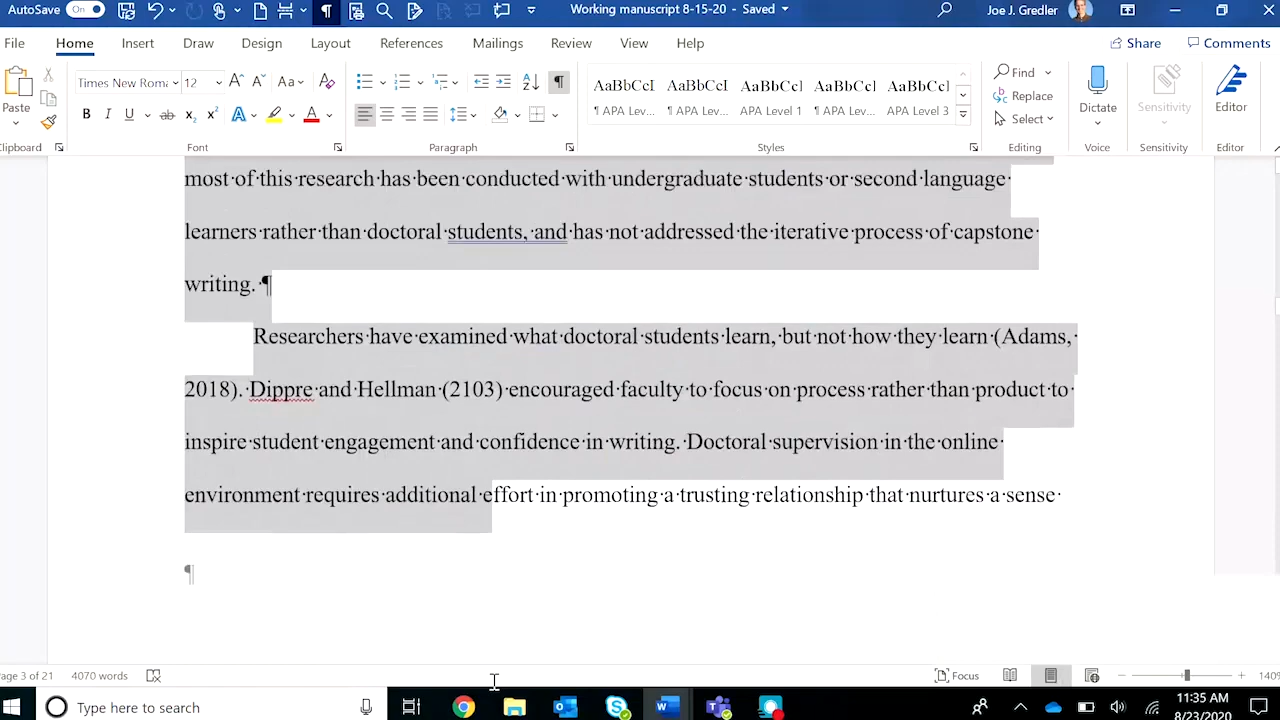 AutoSave On Working manuscript 8-15-20 - Saved Joe J. Gredler
File Home Insert Draw Design Layout References Mailings Review View Help Share Comments
Times New Roma 12 Aa AaBbCcI AaBbCcI AaBbCcI AaBbCcI AaBbCcI Find
Paste B I U ab x₂ x² A A ¶ APA Lev... ¶ APA Lev... ¶ APA Level 1 ¶ APA Lev... APA Level 3 Replace Dictate Sensitivity Editor
Select
Clipboard Font Paragraph Styles Editing Voice Sensitivity Editor
most·of·this·research·has·been·conducted·with·undergraduate·students·or·second·language·
learners·rather·than·doctoral·students,·and·has·not·addressed·the·iterative·process·of·capstone·
writing.·¶
Researchers·have·examined·what·doctoral·students·learn,·but·not·how·they·learn·(Adams,·
2018).·Dippre·and·Hellman·(2103)·encouraged·faculty·to·focus·on·process·rather·than·product·to·
inspire·student·engagement·and·confidence·in·writing.·Doctoral·supervision·in·the·online·
environment·requires·additional·effort·in·promoting·a·trusting·relationship·that·nurtures·a·sense·
¶
Page 3 of 21 4070 words Focus 140%
Type here to search 11:35 AM
8/23/2020